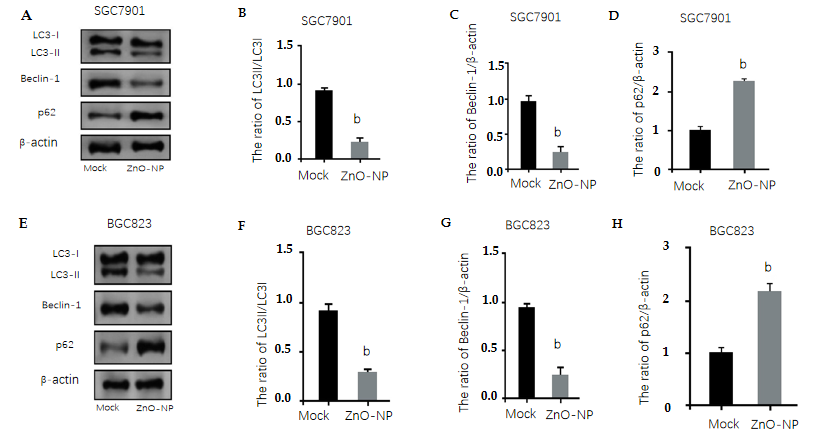 A
LC3-I
LC3-II
Beclin-1
p62
β-actin
Mock ZnO-NP
B
SGC7901
The ratio of LC3II/LC3I
1.5
1.0
0.5
0.0
b
Mock ZnO-NP
C
SGC7901
The ratio of Beclin-1/β-actin
1.5
1.0
0.5
0.0
b
Mock ZnO-NP
D
SGC7901
The ratio of p62/β-actin
3
2
1
0
b
Mock ZnO-NP
E
LC3-I
LC3-II
Beclin-1
p62
β-actin
Mock ZnO-NP
F
BGC823
The ratio of LC3II/LC3I
1.5
1.0
0.5
0.0
b
Mock ZnO-NP
G
BGC823
The ratio of Beclin-1/β-actin
1.5
1.0
0.5
0.0
b
Mock ZnO-NP
H
BGC823
The ratio of p62/β-actin
3
2
1
0
b
Mock ZnO-NP